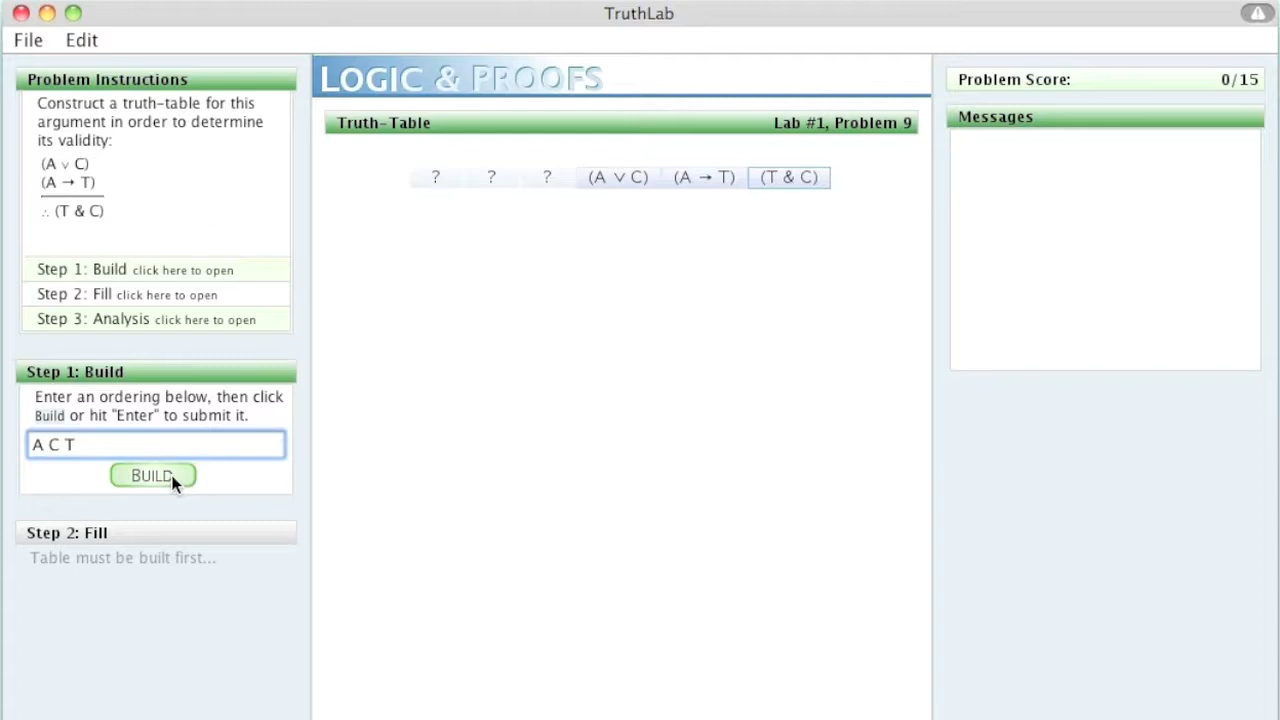 TruthLab
File Edit
Problem Instructions
Construct a truth-table for this
argument in order to determine
its validity:
(A ∨ C)
(A → T)
∴ (T & C)
Step 1: Build click here to open
Step 2: Fill click here to open
Step 3: Analysis click here to open
Step 1: Build
Enter an ordering below, then click
Build or hit "Enter" to submit it.
A C T
BUILD
Step 2: Fill
Table must be built first...
LOGIC & PROOFS
Truth-Table Lab #1, Problem 9
? ? ? (A ∨ C) (A → T) (T & C)
Problem Score: 0/15
Messages